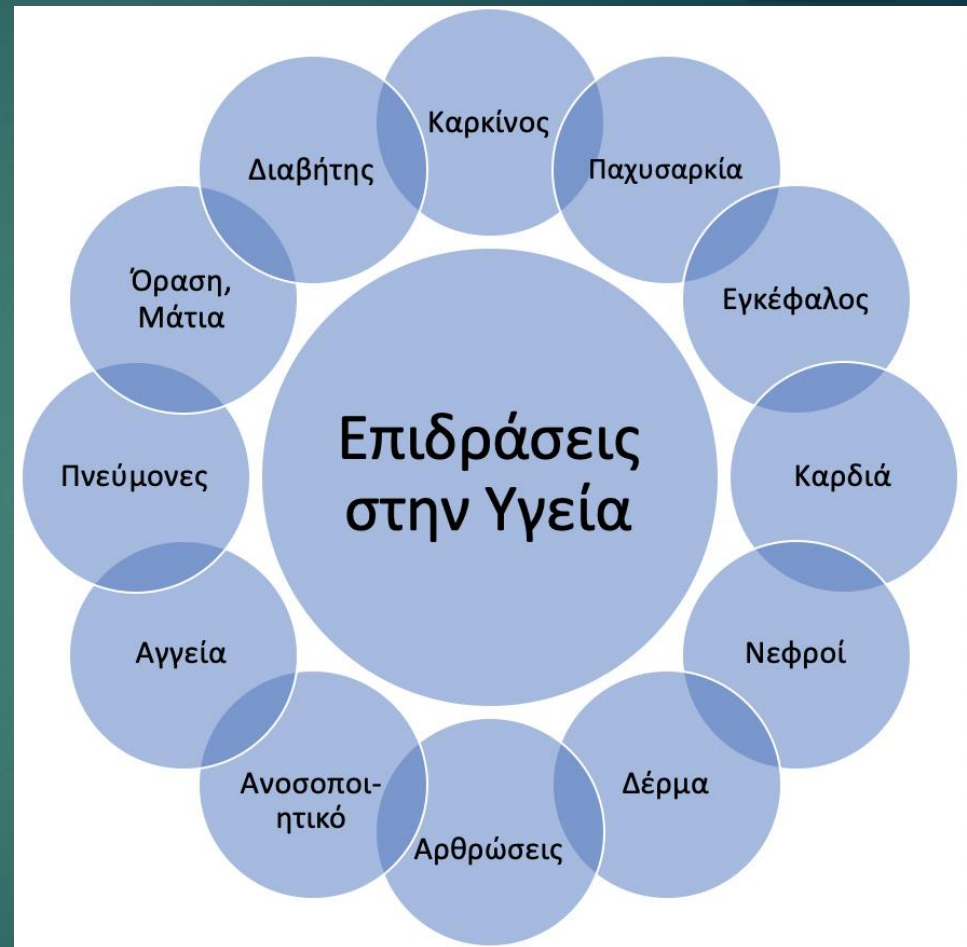 Καρκίνος
Παχυσαρκία
Εγκέφαλος
Καρδιά
Νεφροί
Δέρμα
Αρθρώσεις
Ανοσοποι-
ητικό
Αγγεία
Πνεύμονες
Όραση,
Μάτια
Διαβήτης
Επιδράσεις
στην Υγεία